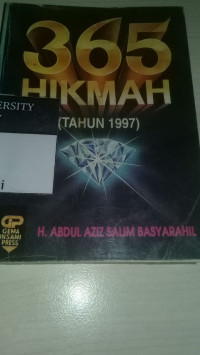 365
HIKMAH
ERSITY
(TAHUN 1997)
H. ABDUL AZIZ SALIM BASYARAHIL
GEMA
INSANI
PRESS